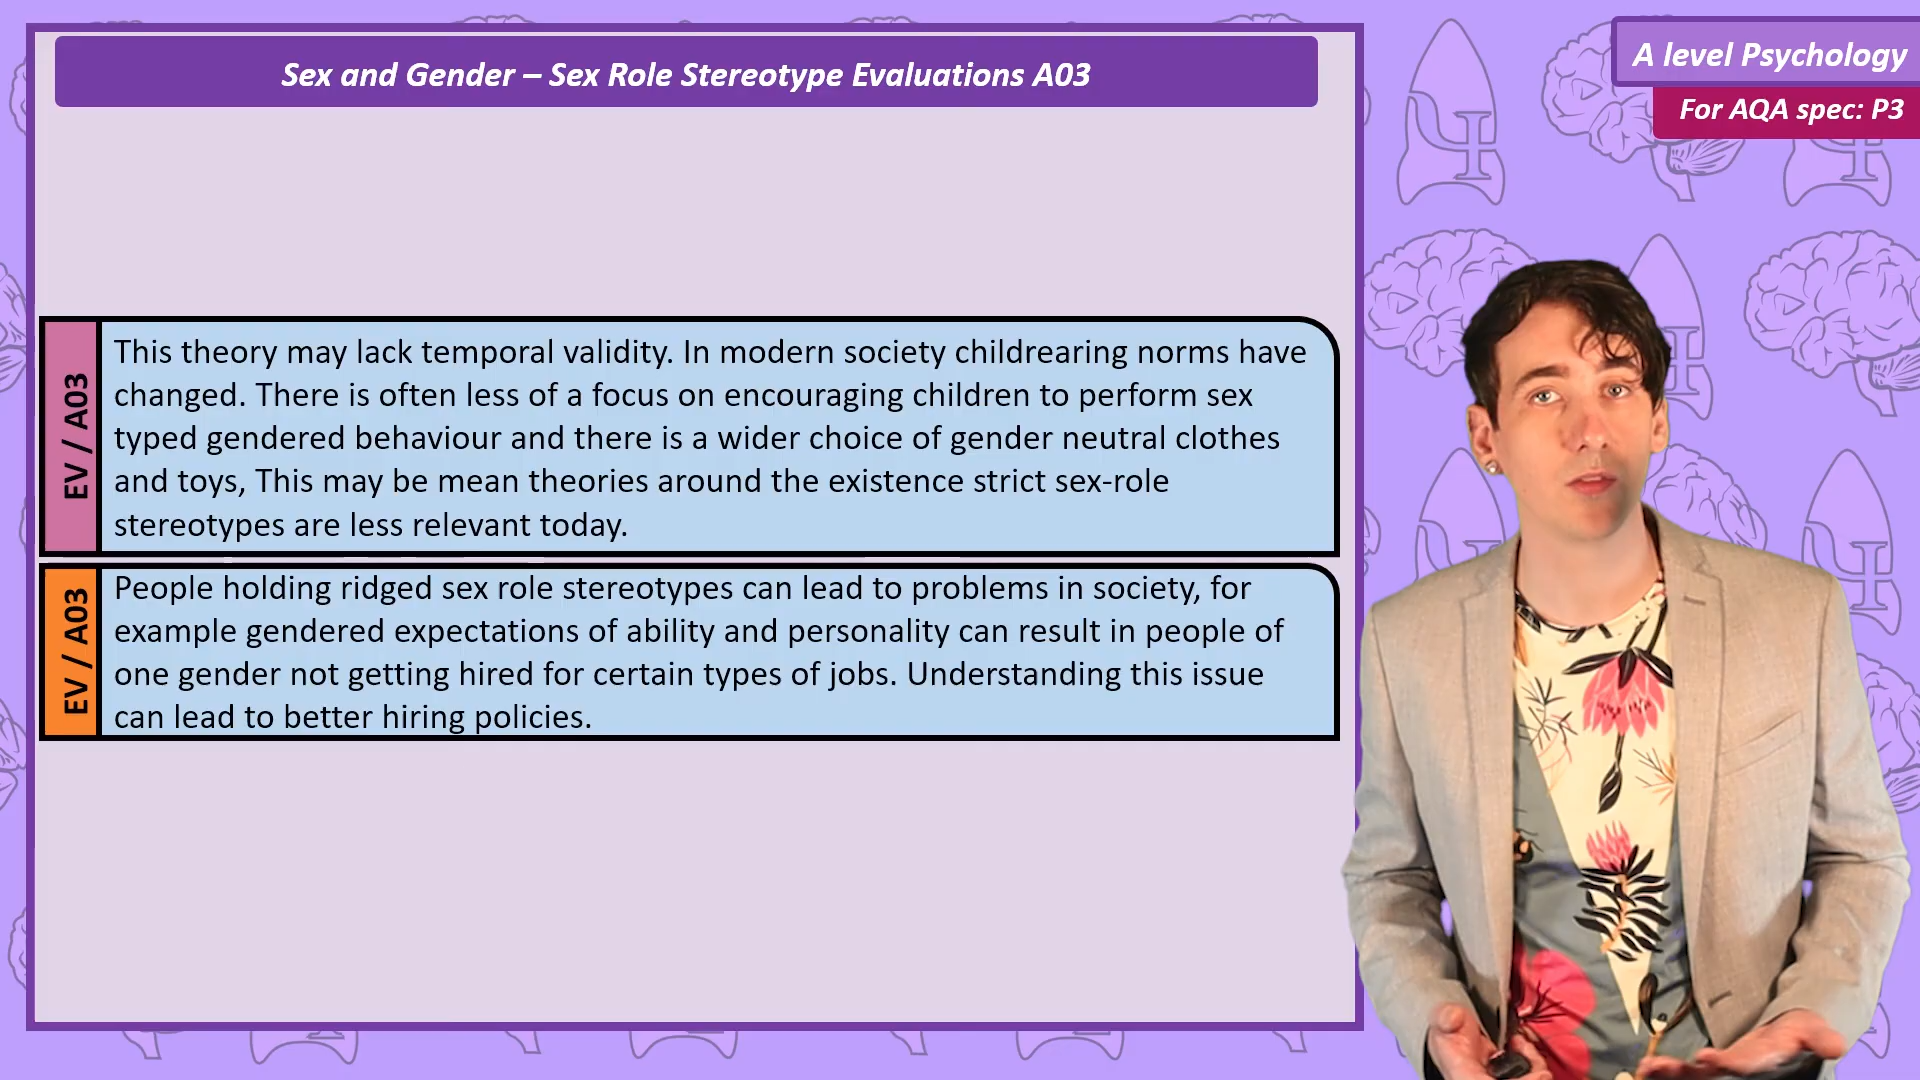 Sex and Gender – Sex Role Stereotype Evaluations A03
A level Psychology
For AQA spec: P3
EV / A03
This theory may lack temporal validity. In modern society childrearing norms have
changed. There is often less of a focus on encouraging children to perform sex
typed gendered behaviour and there is a wider choice of gender neutral clothes
and toys, This may be mean theories around the existence strict sex-role
stereotypes are less relevant today.
EV / A03
People holding ridged sex role stereotypes can lead to problems in society, for
example gendered expectations of ability and personality can result in people of
one gender not getting hired for certain types of jobs. Understanding this issue
can lead to better hiring policies.